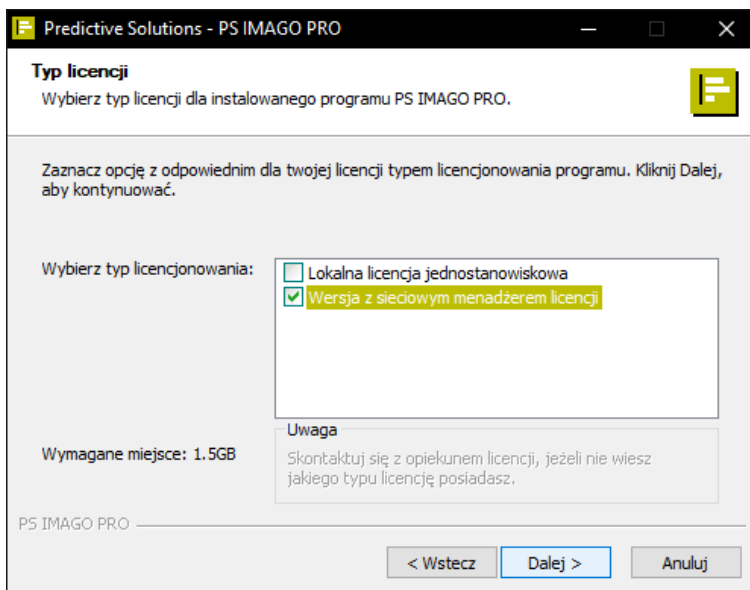 Predictive Solutions - PS IMAGO PRO
Typ licencji
Wybierz typ licencji dla instalowanego programu PS IMAGO PRO.
Zaznacz opcję z odpowiednim dla twojej licencji typem licencjonowania programu. Kliknij Dalej,
aby kontynuować.
Wybierz typ licencjonowania:
Lokalna licencja jednostanowiskowa
Wersja z sieciowym menadżerem licencji
Uwaga
Wymagane miejsce: 1.5GB
Skontaktuj się z opiekunem licencji, jeżeli nie wiesz
jakiego typu licencję posiadasz.
PS IMAGO PRO
< Wstecz
Dalej >
Anuluj